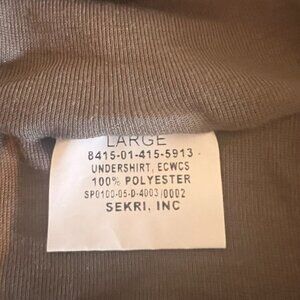 LARGE
8415-01-415-5913
UNDERSHIRT, ECWCS
100% POLYESTER
SP0100-05-D-4003/0002
SEKRI, INC